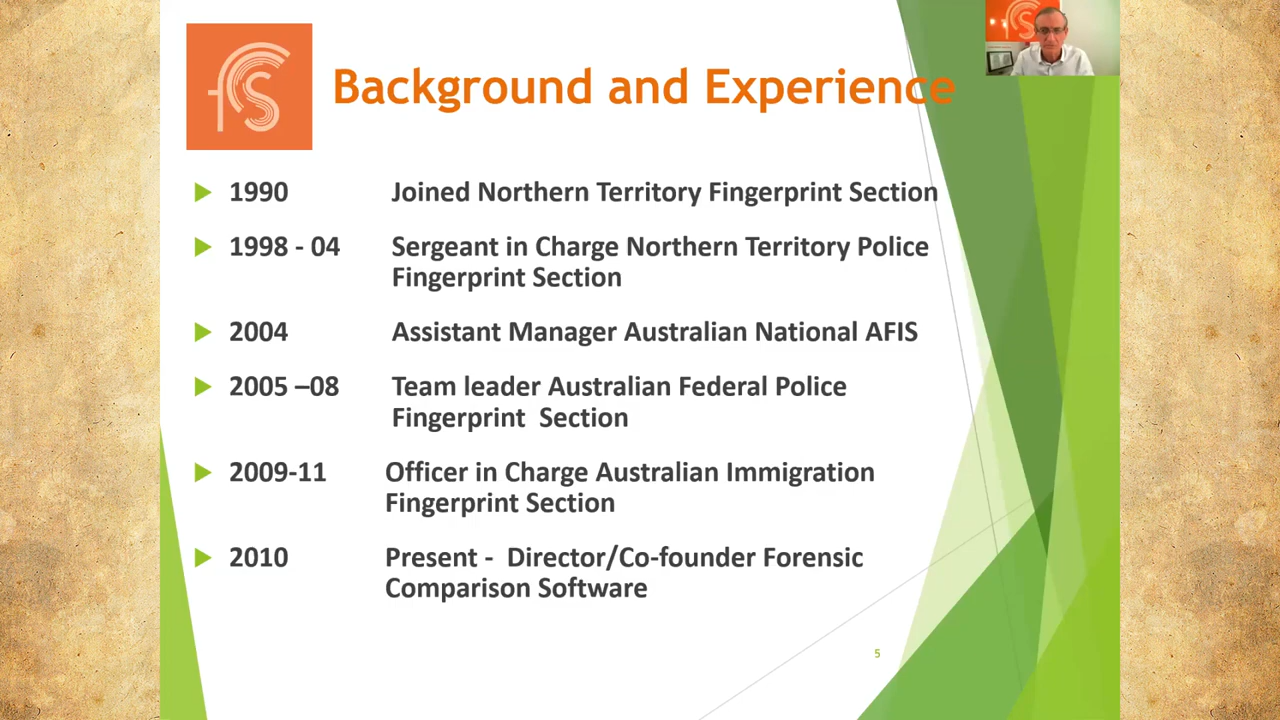 fS
Background and Experience
1990 Joined Northern Territory Fingerprint Section
1998 - 04 Sergeant in Charge Northern Territory Police
Fingerprint Section
2004 Assistant Manager Australian National AFIS
2005 –08 Team leader Australian Federal Police
Fingerprint Section
2009-11 Officer in Charge Australian Immigration
Fingerprint Section
2010 Present - Director/Co-founder Forensic
Comparison Software
5